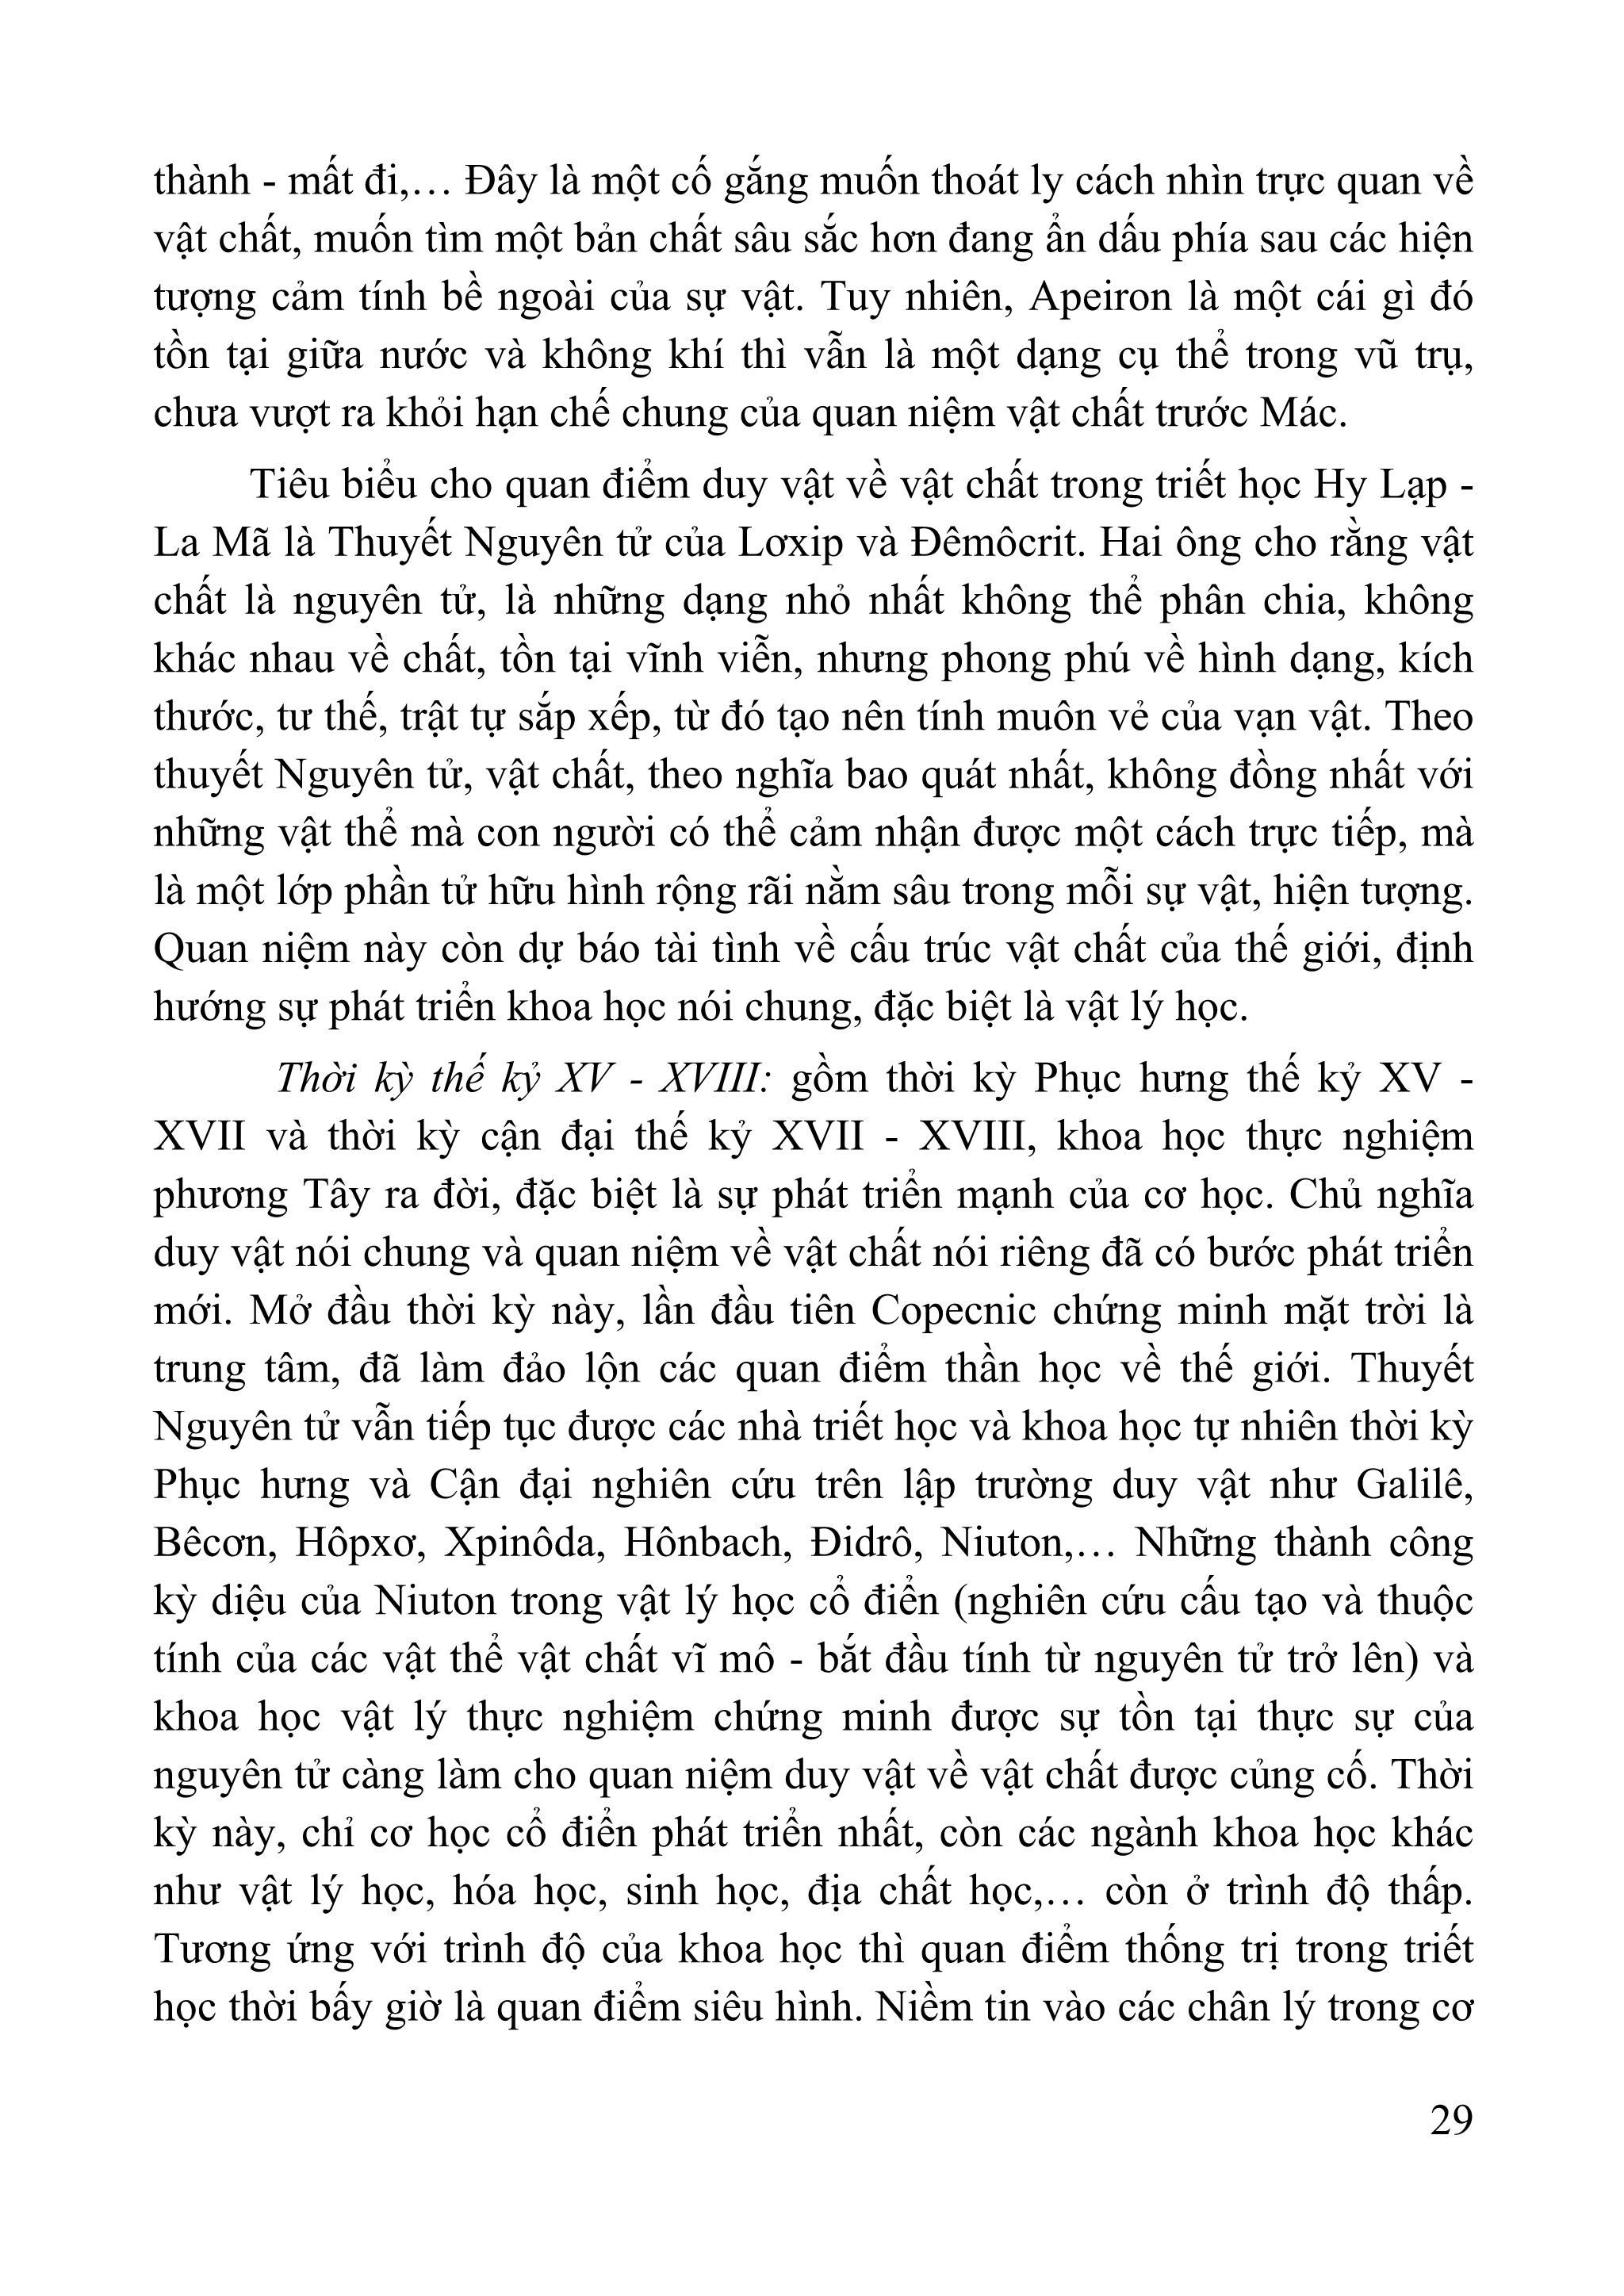 thành - mất đi,… Đây là một cố gắng muốn thoát ly cách nhìn trực quan về
vật chất, muốn tìm một bản chất sâu sắc hơn đang ẩn dấu phía sau các hiện
tượng cảm tính bề ngoài của sự vật. Tuy nhiên, Apeiron là một cái gì đó
tồn tại giữa nước và không khí thì vẫn là một dạng cụ thể trong vũ trụ,
chưa vượt ra khỏi hạn chế chung của quan niệm vật chất trước Mác.
Tiêu biểu cho quan điểm duy vật về vật chất trong triết học Hy Lạp -
La Mã là Thuyết Nguyên tử của Lơxip và Đêmôcrit. Hai ông cho rằng vật
chất là nguyên tử, là những dạng nhỏ nhất không thể phân chia, không
khác nhau về chất, tồn tại vĩnh viễn, nhưng phong phú về hình dạng, kích
thước, tư thế, trật tự sắp xếp, từ đó tạo nên tính muôn vẻ của vạn vật. Theo
thuyết Nguyên tử, vật chất, theo nghĩa bao quát nhất, không đồng nhất với
những vật thể mà con người có thể cảm nhận được một cách trực tiếp, mà
là một lớp phần tử hữu hình rộng rãi nằm sâu trong mỗi sự vật, hiện tượng.
Quan niệm này còn dự báo tài tình về cấu trúc vật chất của thế giới, định
hướng sự phát triển khoa học nói chung, đặc biệt là vật lý học.
Thời kỳ thế kỷ XV - XVIII: gồm thời kỳ Phục hưng thế kỷ XV -
XVII và thời kỳ cận đại thế kỷ XVII - XVIII, khoa học thực nghiệm
phương Tây ra đời, đặc biệt là sự phát triển mạnh của cơ học. Chủ nghĩa
duy vật nói chung và quan niệm về vật chất nói riêng đã có bước phát triển
mới. Mở đầu thời kỳ này, lần đầu tiên Copecnic chứng minh mặt trời là
trung tâm, đã làm đảo lộn các quan điểm thần học về thế giới. Thuyết
Nguyên tử vẫn tiếp tục được các nhà triết học và khoa học tự nhiên thời kỳ
Phục hưng và Cận đại nghiên cứu trên lập trường duy vật như Galilê,
Bêcơn, Hôpxơ, Xpinôda, Hônbach, Điđrô, Niuton,… Những thành công
kỳ diệu của Niuton trong vật lý học cổ điển (nghiên cứu cấu tạo và thuộc
tính của các vật thể vật chất vĩ mô - bắt đầu tính từ nguyên tử trở lên) và
khoa học vật lý thực nghiệm chứng minh được sự tồn tại thực sự của
nguyên tử càng làm cho quan niệm duy vật về vật chất được củng cố. Thời
kỳ này, chỉ cơ học cổ điển phát triển nhất, còn các ngành khoa học khác
như vật lý học, hóa học, sinh học, địa chất học,… còn ở trình độ thấp.
Tương ứng với trình độ của khoa học thì quan điểm thống trị trong triết
học thời bấy giờ là quan điểm siêu hình. Niềm tin vào các chân lý trong cơ
29